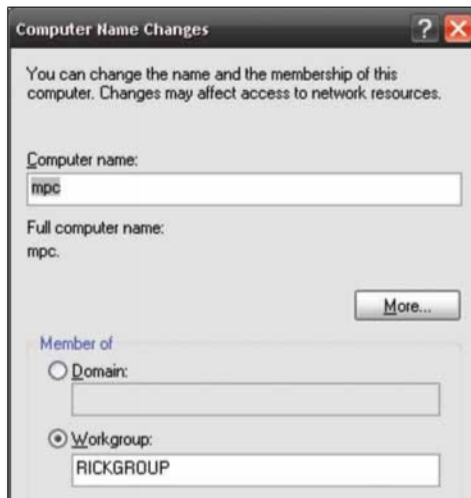 Computer Name Changes
?
You can change the name and the membership of this
computer. Changes may affect access to network resources.
Computer name:
mpc
Full computer name:
mpc.
More...
Member of
Domain:
Workgroup:
RICKGROUP